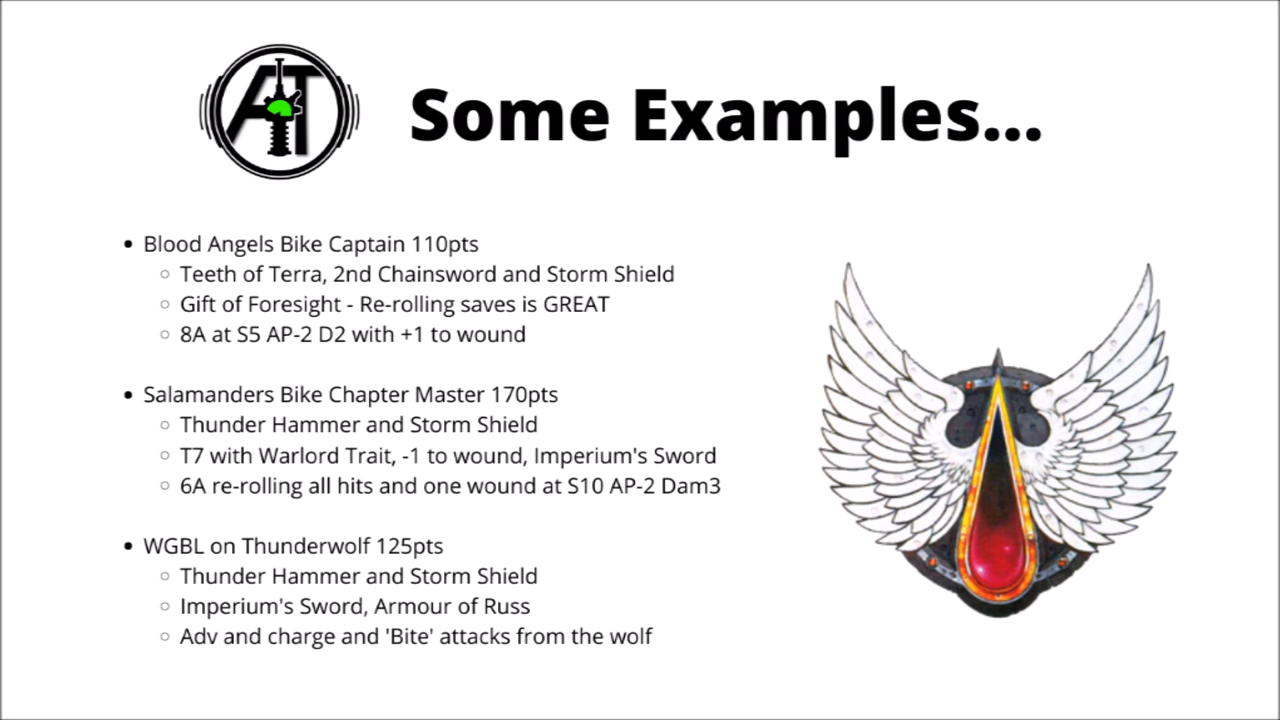 AT
Some Examples...
• Blood Angels Bike Captain 110pts
○ Teeth of Terra, 2nd Chainsword and Storm Shield
○ Gift of Foresight - Re-rolling saves is GREAT
○ 8A at S5 AP-2 D2 with +1 to wound
• Salamanders Bike Chapter Master 170pts
○ Thunder Hammer and Storm Shield
○ T7 with Warlord Trait, -1 to wound, Imperium's Sword
○ 6A re-rolling all hits and one wound at S10 AP-2 Dam3
• WGBL on Thunderwolf 125pts
○ Thunder Hammer and Storm Shield
○ Imperium's Sword, Armour of Russ
○ Adv and charge and 'Bite' attacks from the wolf